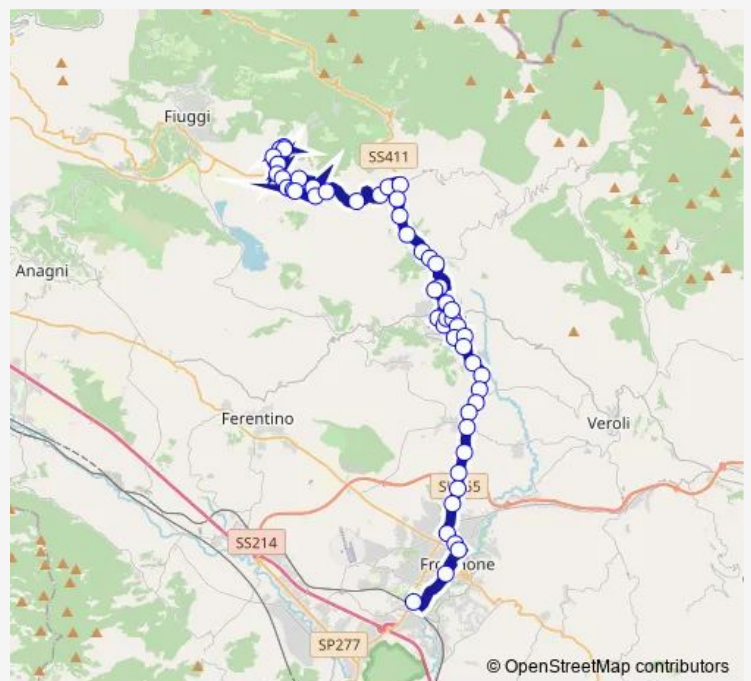 Fiuggi
SS411
Anagni
Ferentino
Veroli
SS214
SP277
© OpenStreetMap contributors